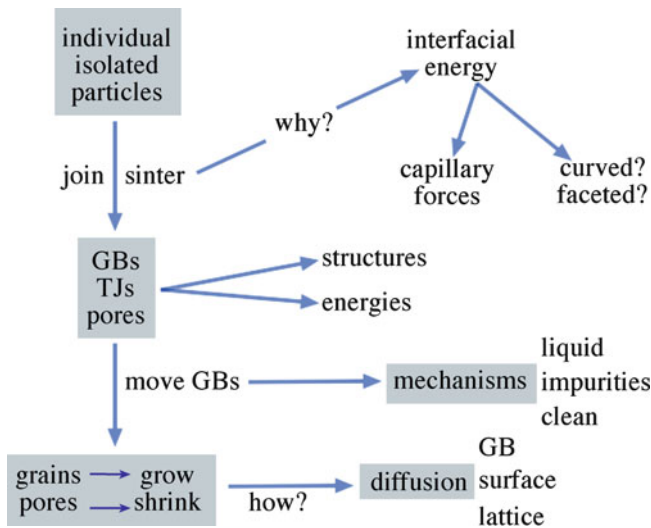 individual
isolated
particles
interfacial
energy
why?
join sinter
capillary
forces
curved?
faceted?
GBs
TJs
pores
structures
energies
move GBs
mechanisms
liquid
impurities
clean
grains grow
pores shrink
how?
diffusion
GB
surface
lattice